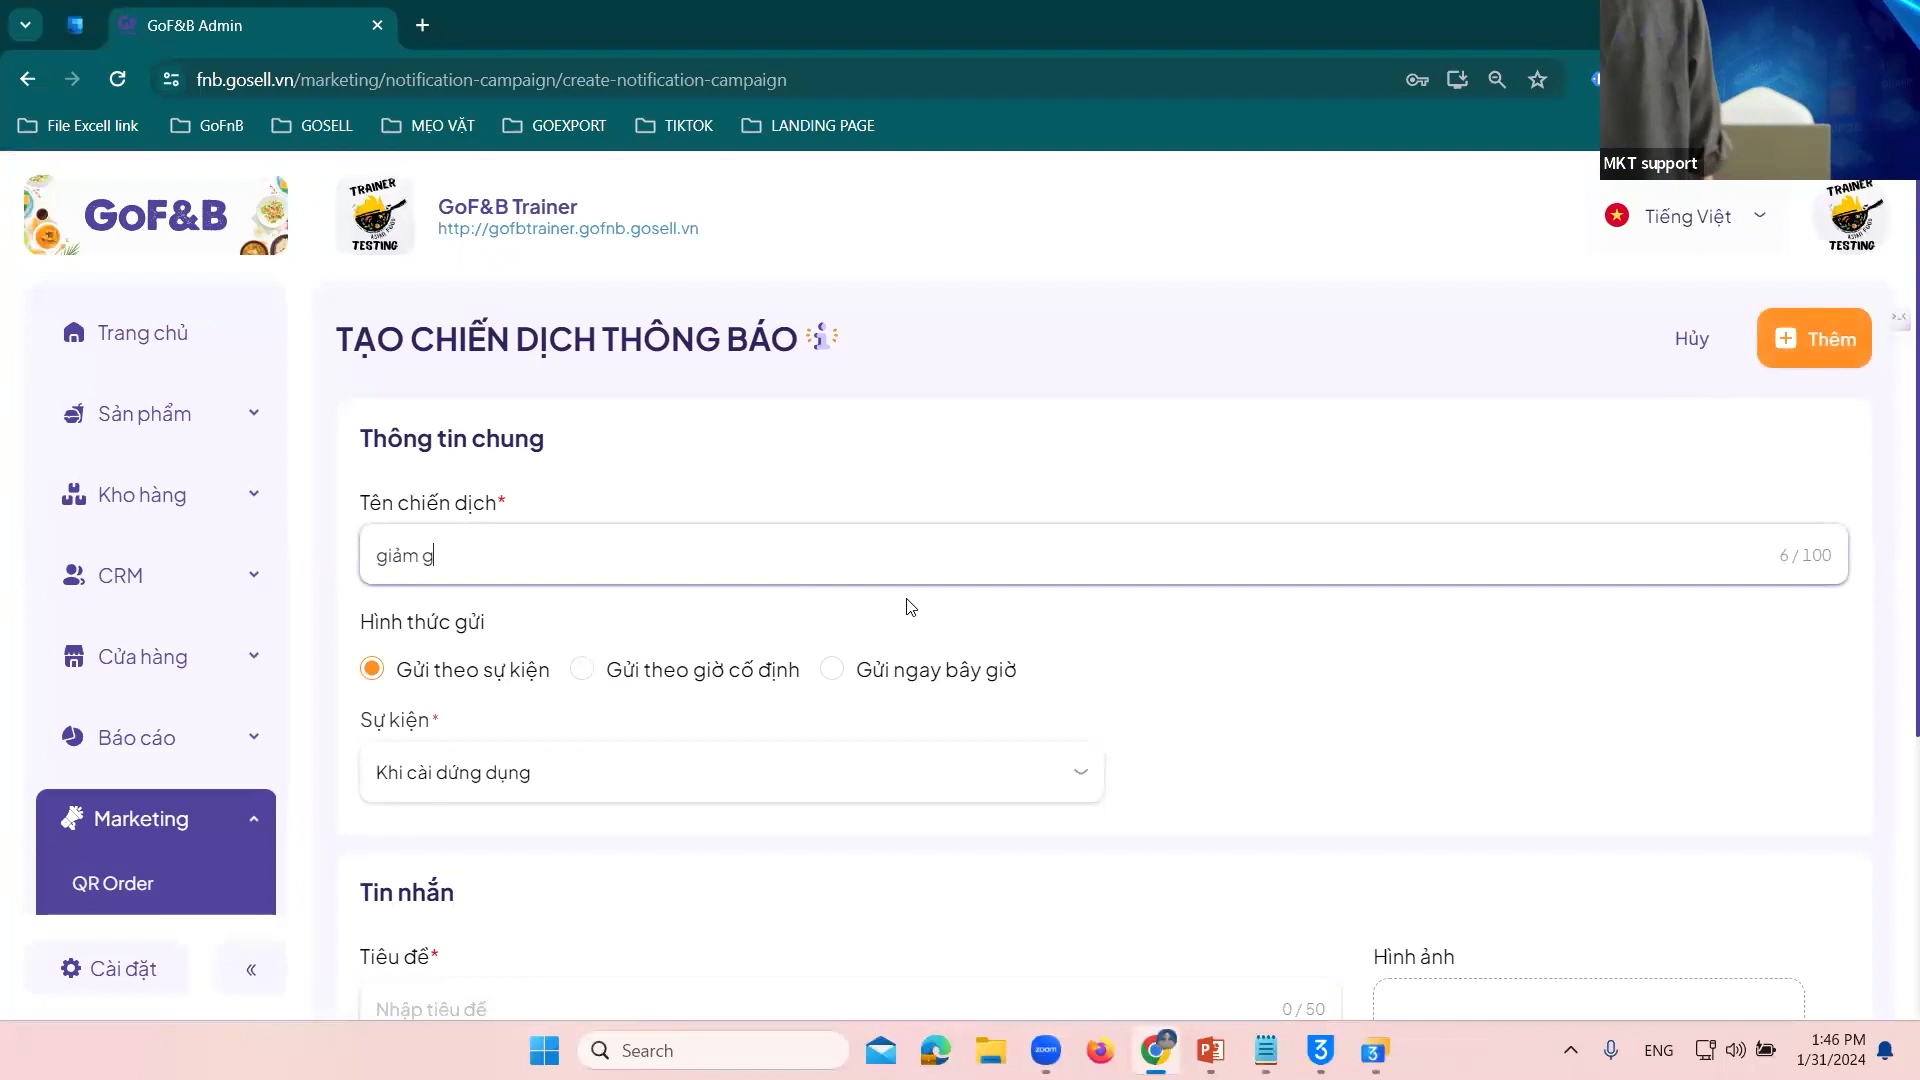 GoF&B Admin
fnb.gosell.vn/marketing/notification-campaign/create-notification-campaign
File Excell link
GoFnB
GOSELL
MẸO VẶT
GOEXPORT
TIKTOK
LANDING PAGE
MKT support
GoF&B
TRAINER
TESTING
GoF&B Trainer
http://gofbtrainer.gofnb.gosell.vn
Tiếng Việt
TRAINER
TESTING
Trang chủ
Sản phẩm
Kho hàng
CRM
Cửa hàng
Báo cáo
Marketing
QR Order
Cài đặt
TẠO CHIẾN DỊCH THÔNG BÁO
Hủy
Thêm
Thông tin chung
Tên chiến dịch*
giảm g
6 / 100
Hình thức gửi
Gửi theo sự kiện
Gửi theo giờ cố định
Gửi ngay bây giờ
Sự kiện *
Khi cài dứng dụng
Tin nhắn
Tiêu đề*
Nhập tiêu đề
0 / 50
Hình ảnh
Search
zoom
ENG
1:46 PM
1/31/2024